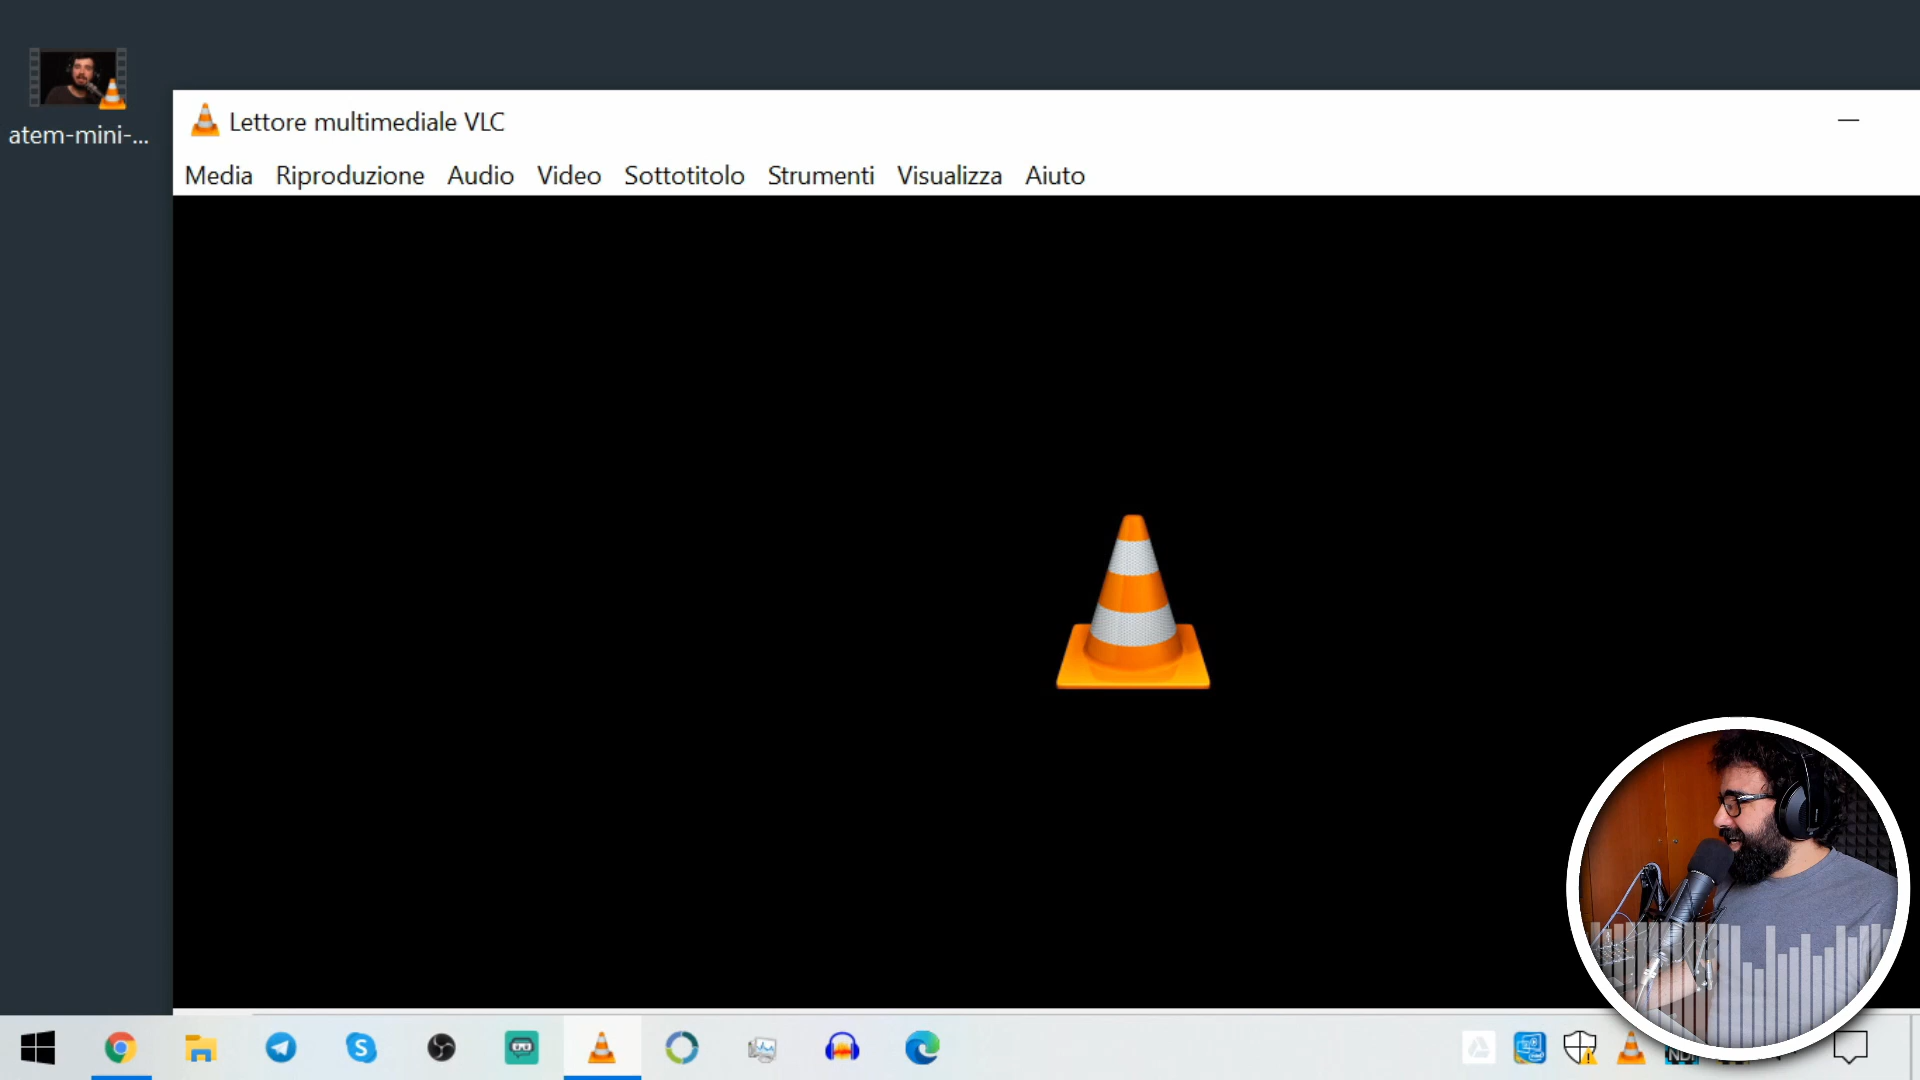 atem-mini-...
Lettore multimediale VLC
Media Riproduzione Audio Video Sottotitolo Strumenti Visualizza Aiuto